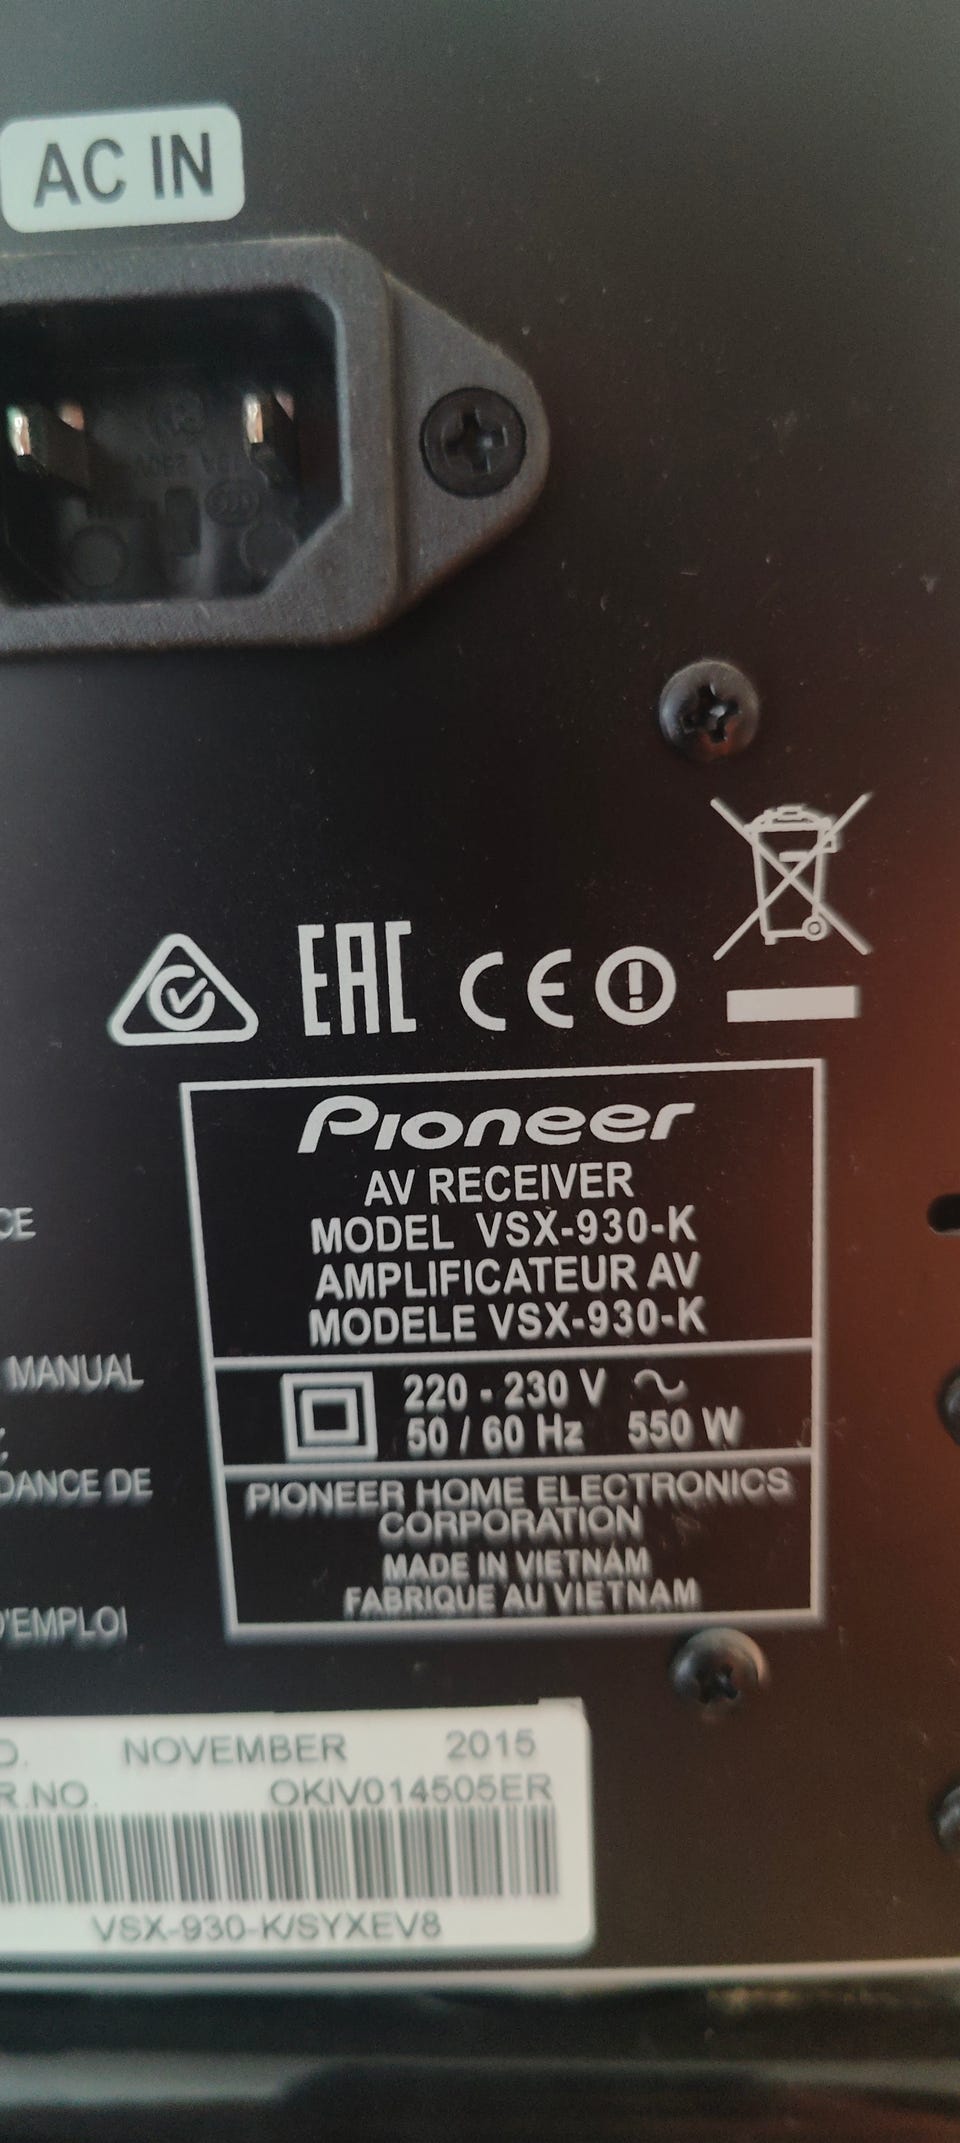 AC IN
EAC CE
Pioneer
AV RECEIVER
MODEL VSX-930-K
AMPLIFICATEUR AV
MODELE VSX-930-K
220 - 230 V ~
50 / 60 Hz 550 W
PIONEER HOME ELECTRONICS
CORPORATION
MADE IN VIETNAM
FABRIQUE AU VIETNAM
CE
MANUAL
DANCE DE
D'EMPLOI
O. NOVEMBER 2015
R.NO. OKIV014505ER
VSX-930-K/SYXEV8